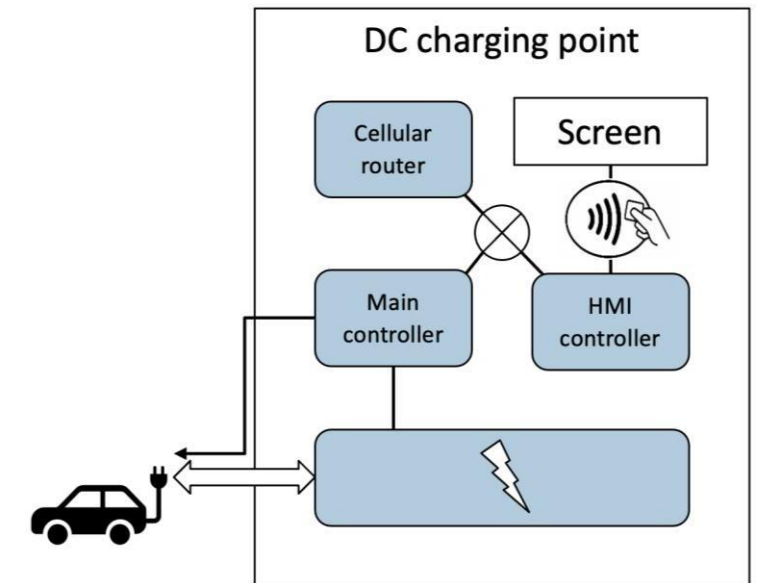 DC charging point
Cellular
router
Screen
Main
controller
HMI
controller